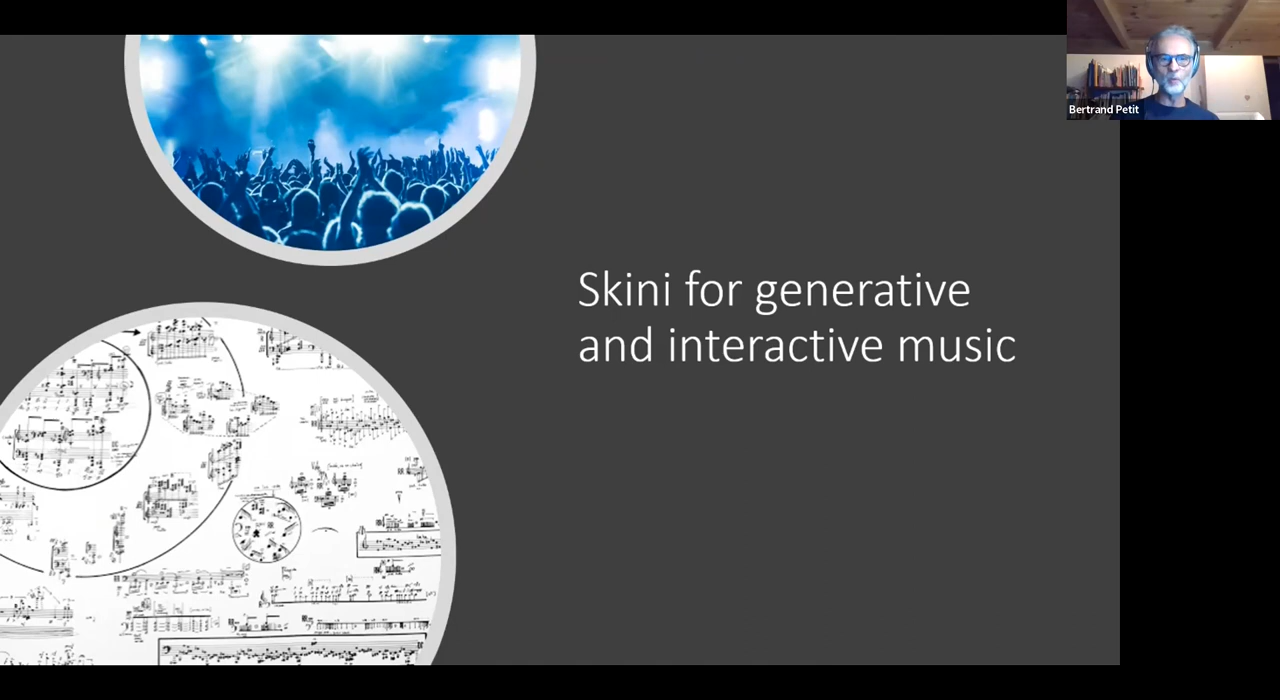 Bertrand Petit
Skini for generative
and interactive music